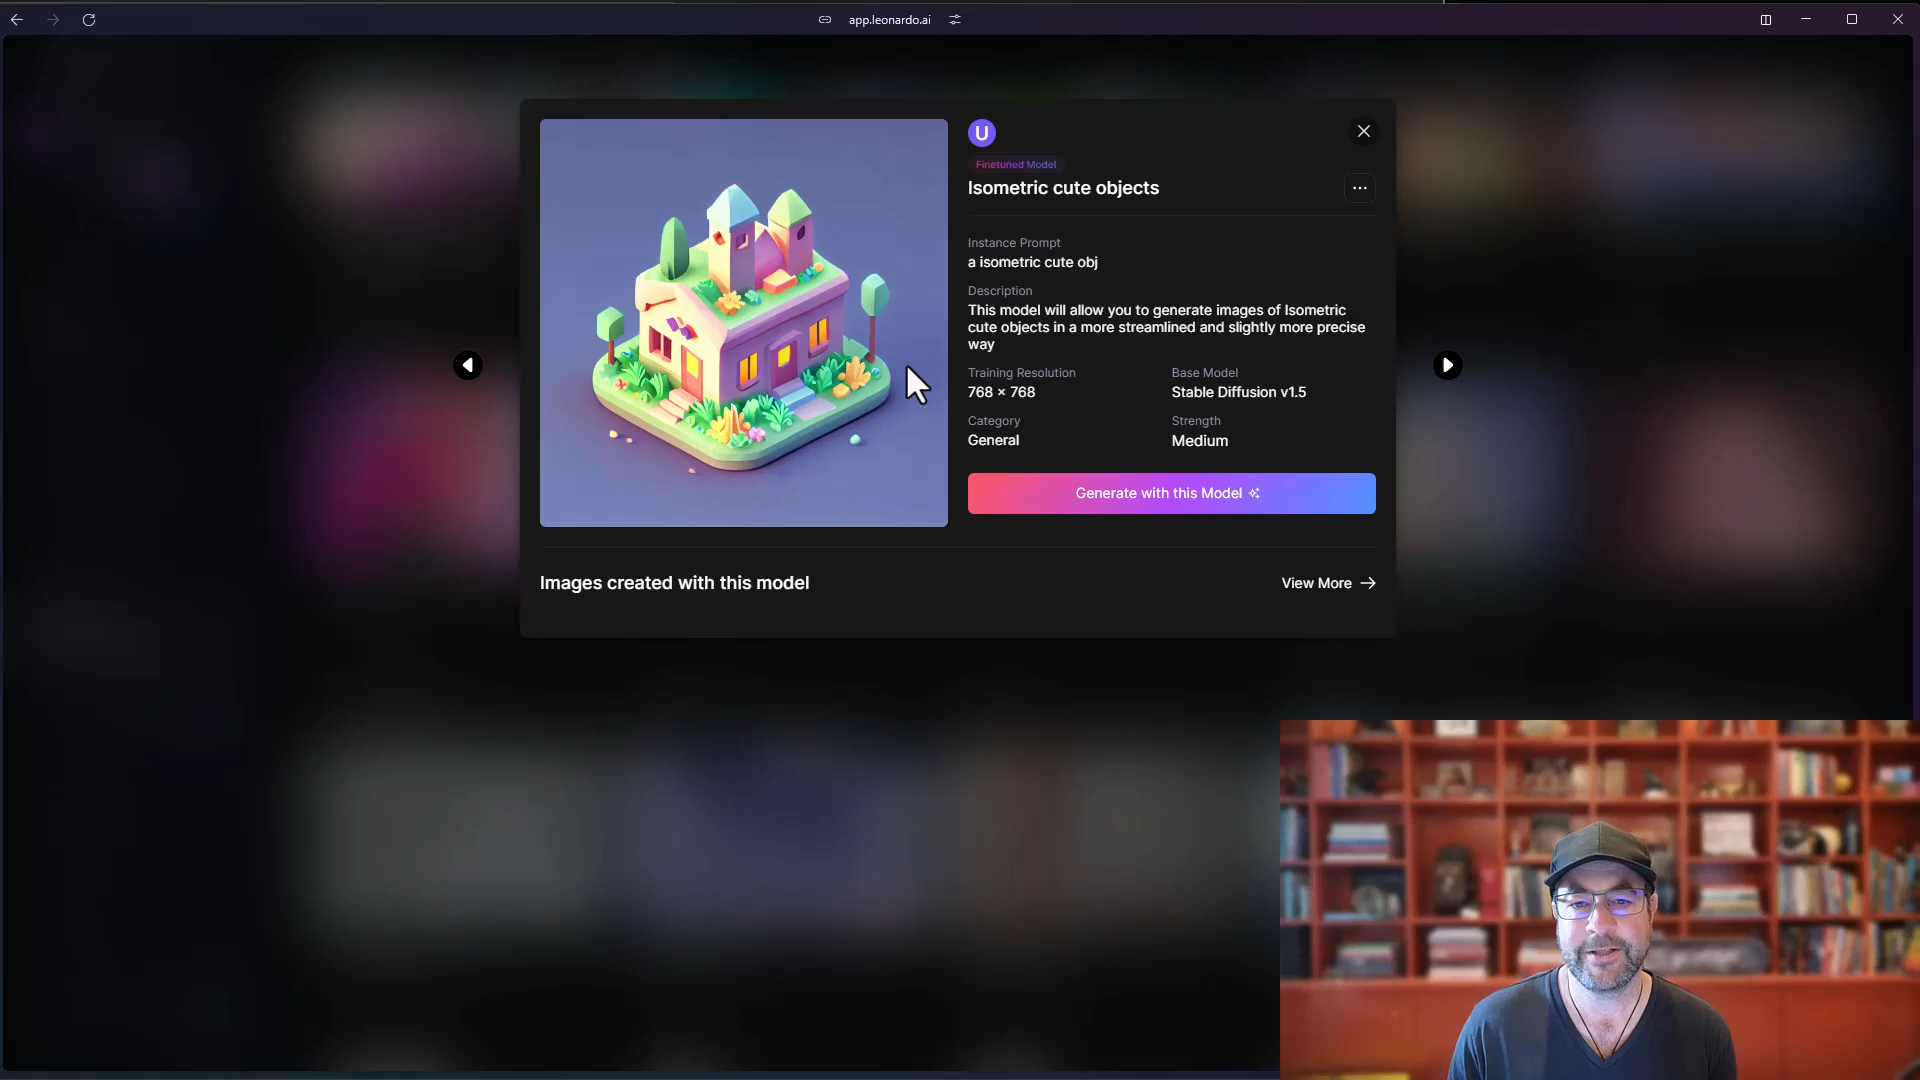 app.leonardo.ai
U
Finetuned Model
Isometric cute objects
Instance Prompt
a isometric cute obj
Description
This model will allow you to generate images of Isometric
cute objects in a more streamlined and slightly more precise
way
Training Resolution
768 × 768
Base Model
Stable Diffusion v1.5
Category
General
Strength
Medium
Generate with this Model
Images created with this model
View More